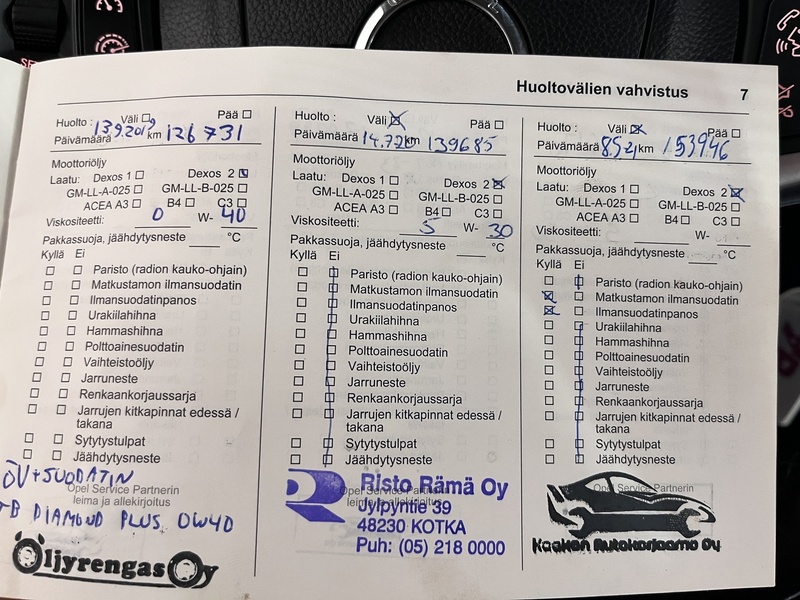 Huoltovälien vahvistus 7
Huolto : Väli ☐ Pää ☐
Päivämäärä 13.9.2019 km 126 731
Moottoriöljy
Laatu: Dexos 1 ☐ Dexos 2 ☒
GM-LL-A-025 ☐ GM-LL-B-025 ☐
ACEA A3 ☐ B4 ☐ C3 ☐
Viskositeetti: 0 W- 40
Pakkassuoja, jäähdytysneste °C
Kyllä Ei
☐ ☐ Paristo (radion kauko-ohjain)
☐ ☐ Matkustamon ilmansuodatin
☐ ☐ Ilmansuodatinpanos
☐ ☐ Urakiilahihna
☐ ☐ Hammashihna
☐ ☐ Polttoainesuodatin
☐ ☐ Vaihteistoöljy
☐ ☐ Jarruneste
☐ ☐ Renkaankorjaussarja
☐ ☐ Jarrujen kitkapinnat edessä /
takana
☐ ☐ Sytytystulpat
☐ ☐ Jäähdytysneste
ÖV+SUODATIN
Opel Service Partnerin
leima ja allekirjoitus
DIAMOND PLUS 0W40
Öljyrengas Oy
Huolto : Väli ☒ Pää ☐
Päivämäärä km 139685
Moottoriöljy
Laatu: Dexos 1 ☐ Dexos 2 ☒
GM-LL-A-025 ☐ GM-LL-B-025 ☐
ACEA A3 ☐ B4 ☐ C3 ☐
Viskositeetti: 5 W- 30
Pakkassuoja, jäähdytysneste °C
Kyllä Ei
☐ ☐ Paristo (radion kauko-ohjain)
☐ ☐ Matkustamon ilmansuodatin
☐ ☐ Ilmansuodatinpanos
☐ ☐ Urakiilahihna
☐ ☐ Hammashihna
☐ ☐ Polttoainesuodatin
☐ ☐ Vaihteistoöljy
☐ ☐ Jarruneste
☐ ☐ Renkaankorjaussarja
☐ ☐ Jarrujen kitkapinnat edessä /
takana
☐ ☐ Sytytystulpat
☐ ☐ Jäähdytysneste
Risto Rämä Oy
Jylpyntie 39
48230 KOTKA
Puh: (05) 218 0000
Huolto : Väli ☒ Pää ☐
Päivämäärä 8.5.21 km 153946
Moottoriöljy
Laatu: Dexos 1 ☐ Dexos 2 ☒
GM-LL-A-025 ☐ GM-LL-B-025 ☐
ACEA A3 ☐ B4 ☐ C3 ☐
Viskositeetti: W-
Pakkassuoja, jäähdytysneste °C
Kyllä Ei
☐ ☐ Paristo (radion kauko-ohjain)
☒ ☐ Matkustamon ilmansuodatin
☒ ☐ Ilmansuodatinpanos
☐ ☐ Urakiilahihna
☐ ☐ Hammashihna
☐ ☐ Polttoainesuodatin
☐ ☐ Vaihteistoöljy
☐ ☐ Jarruneste
☐ ☐ Renkaankorjaussarja
☐ ☐ Jarrujen kitkapinnat edessä /
takana
☐ ☐ Sytytystulpat
☐ ☐ Jäähdytysneste
Opel Service Partnerin
Kaakon Autokorjaamo Oy